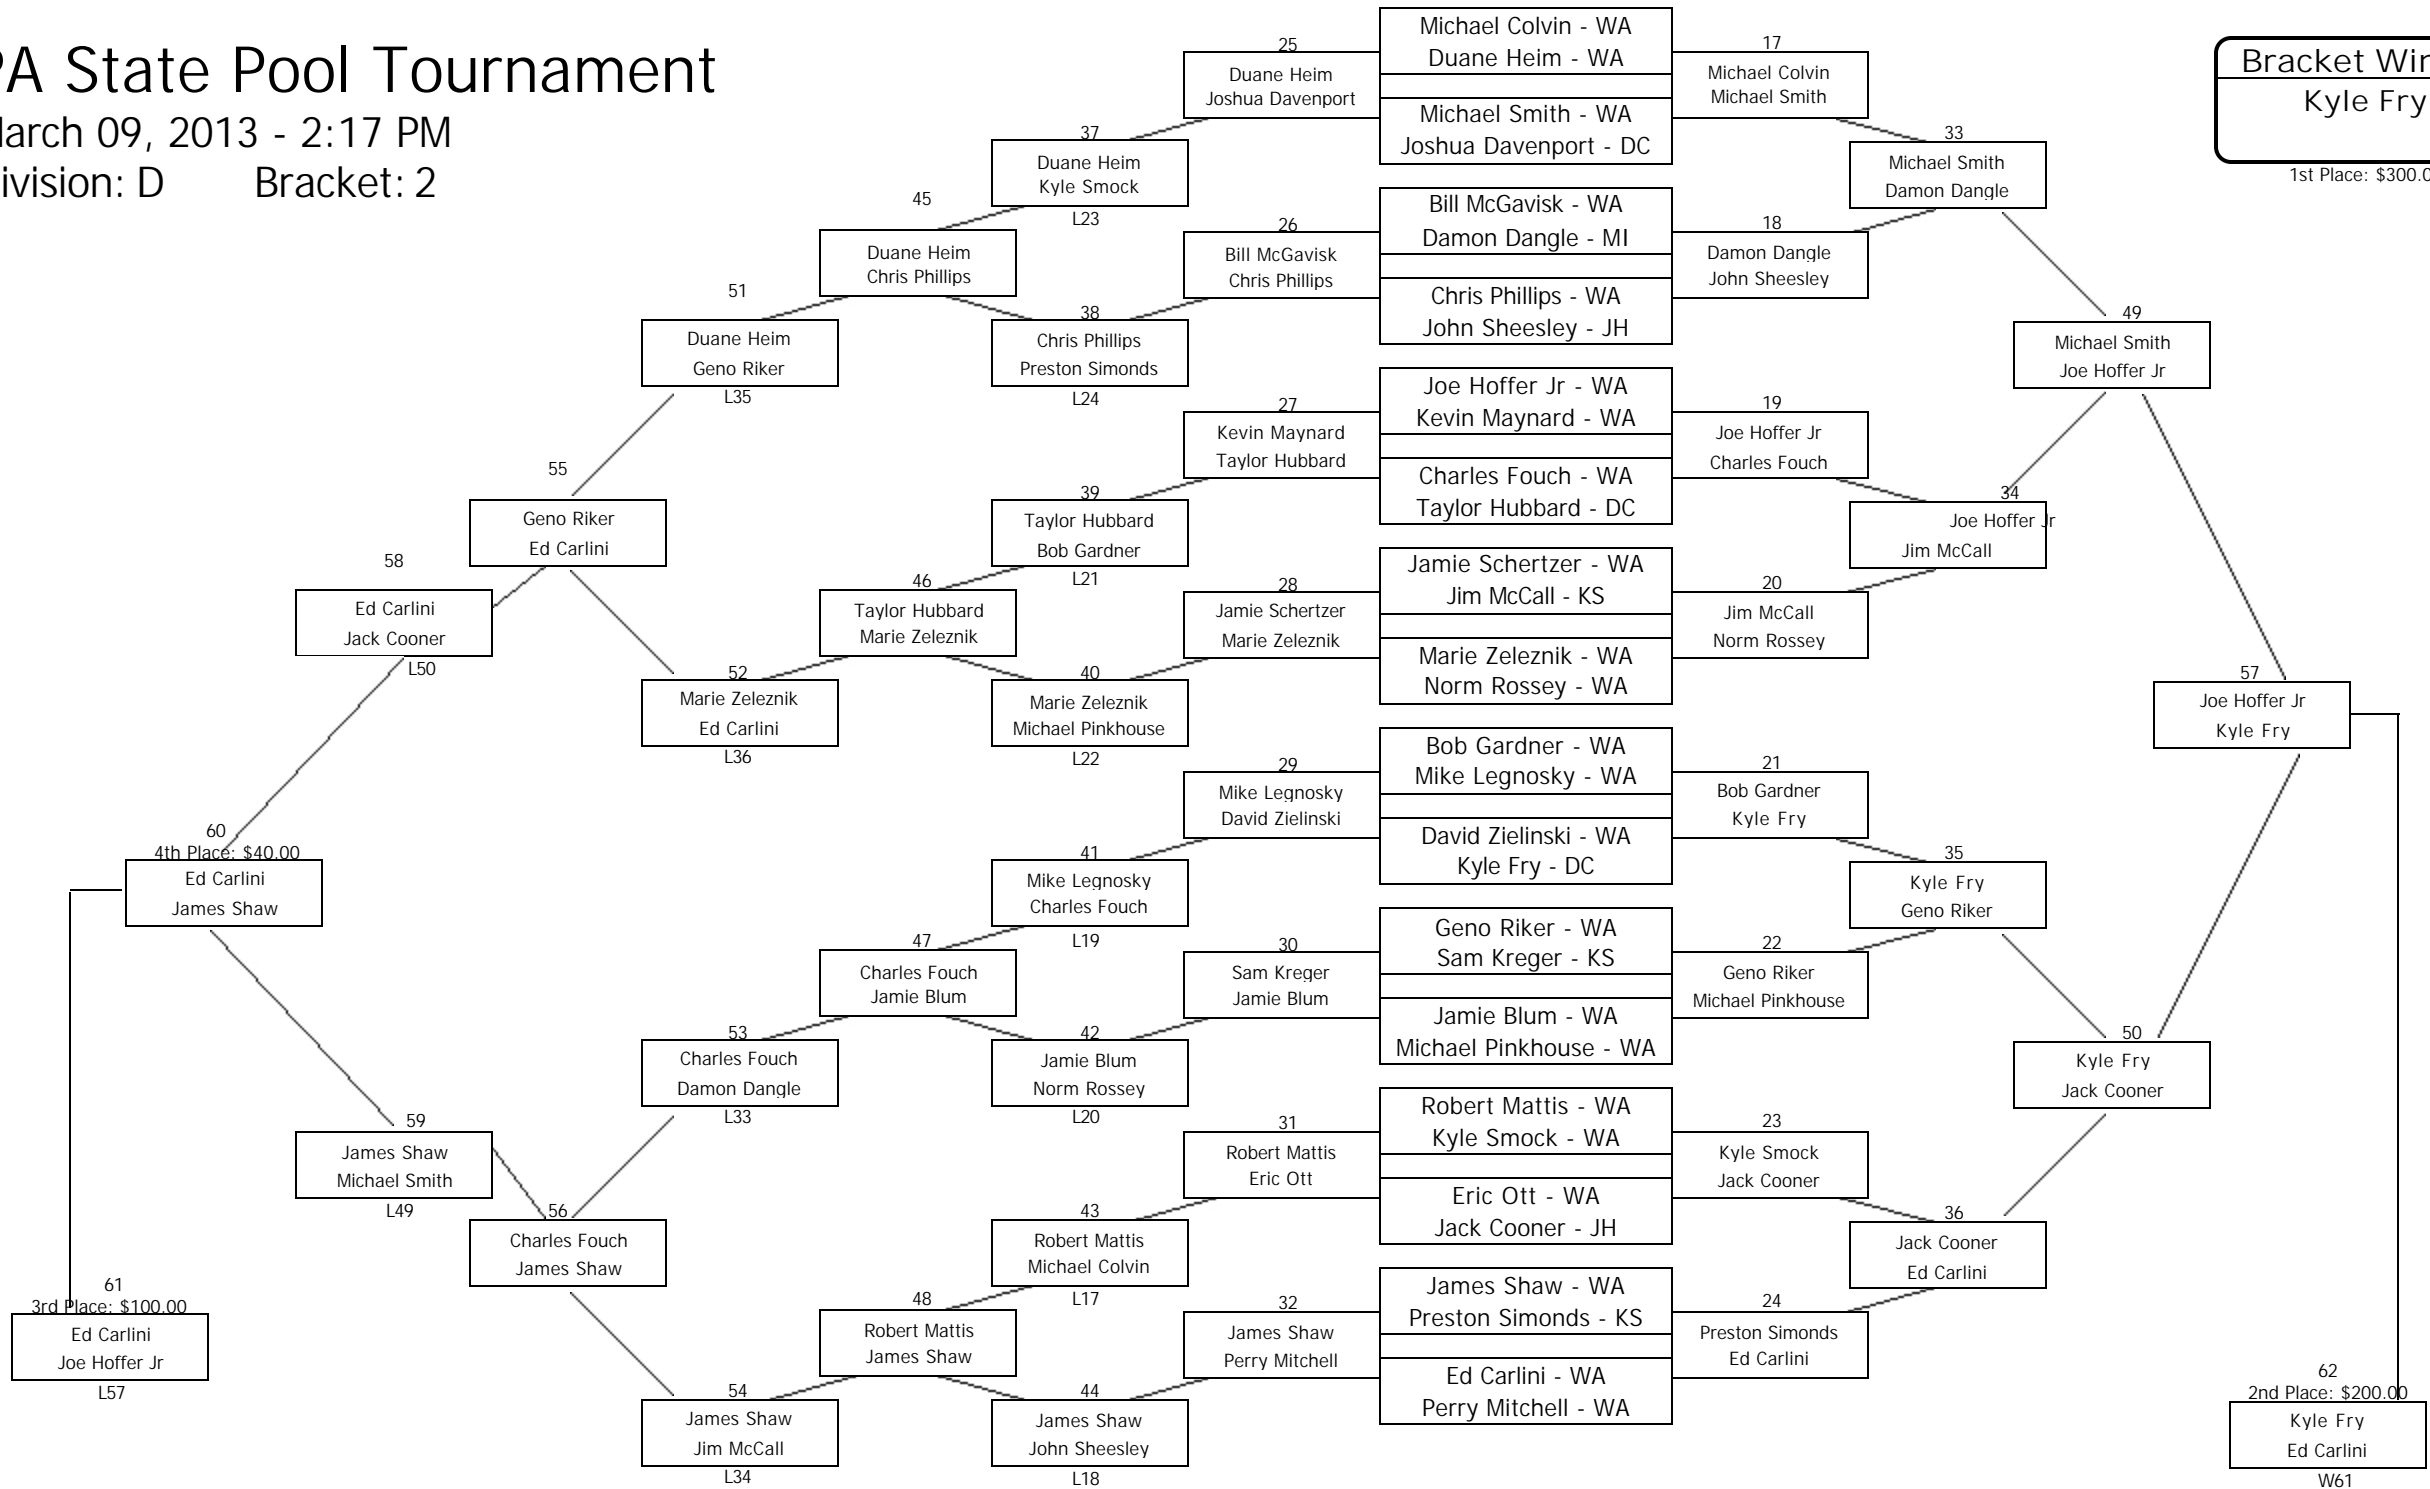 PA State Pool Tournament
March 09, 2013 - 2:17 PM
Division: D Bracket: 2
Bracket Win
Kyle Fry
1st Place: $300.0
Michael Colvin - WA
Duane Heim - WA
Michael Smith - WA
Joshua Davenport - DC
Bill McGavisk - WA
Damon Dangle - MI
Chris Phillips - WA
John Sheesley - JH
Joe Hoffer Jr - WA
Kevin Maynard - WA
Charles Fouch - WA
Taylor Hubbard - DC
Jamie Schertzer - WA
Jim McCall - KS
Marie Zeleznik - WA
Norm Rossey - WA
Bob Gardner - WA
Mike Legnosky - WA
David Zielinski - WA
Kyle Fry - DC
Geno Riker - WA
Sam Kreger - KS
Jamie Blum - WA
Michael Pinkhouse - WA
Robert Mattis - WA
Kyle Smock - WA
Eric Ott - WA
Jack Cooner - JH
James Shaw - WA
Preston Simonds - KS
Ed Carlini - WA
Perry Mitchell - WA
17
Michael Colvin
Michael Smith
18
Damon Dangle
John Sheesley
19
Joe Hoffer Jr
Charles Fouch
20
Jim McCall
Norm Rossey
21
Bob Gardner
Kyle Fry
22
Geno Riker
Michael Pinkhouse
23
Kyle Smock
Jack Cooner
24
Preston Simonds
Ed Carlini
25
Duane Heim
Joshua Davenport
26
Bill McGavisk
Chris Phillips
27
Kevin Maynard
Taylor Hubbard
28
Jamie Schertzer
Marie Zeleznik
29
Mike Legnosky
David Zielinski
30
Sam Kreger
Jamie Blum
31
Robert Mattis
Eric Ott
32
James Shaw
Perry Mitchell
33
Michael Smith
Damon Dangle
34
Joe Hoffer Jr
Jim McCall
35
Kyle Fry
Geno Riker
36
Jack Cooner
Ed Carlini
37
Duane Heim
Kyle Smock
L23
38
Chris Phillips
Preston Simonds
L24
39
Taylor Hubbard
Bob Gardner
L21
40
Marie Zeleznik
Michael Pinkhouse
L22
41
Mike Legnosky
Charles Fouch
L19
42
Jamie Blum
Norm Rossey
L20
43
Robert Mattis
Michael Colvin
L17
44
James Shaw
John Sheesley
L18
45
Duane Heim
Chris Phillips
46
Taylor Hubbard
Marie Zeleznik
47
Charles Fouch
Jamie Blum
48
Robert Mattis
James Shaw
49
Michael Smith
Joe Hoffer Jr
50
Kyle Fry
Jack Cooner
51
Duane Heim
Geno Riker
L35
52
Marie Zeleznik
Ed Carlini
L36
53
Charles Fouch
Damon Dangle
L33
54
James Shaw
Jim McCall
L34
55
Geno Riker
Ed Carlini
56
Charles Fouch
James Shaw
57
Joe Hoffer Jr
Kyle Fry
58
Ed Carlini
Jack Cooner
L50
59
James Shaw
Michael Smith
L49
60
4th Place: $40.00
Ed Carlini
James Shaw
61
3rd Place: $100.00
Ed Carlini
Joe Hoffer Jr
L57
62
2nd Place: $200.00
Kyle Fry
Ed Carlini
W61